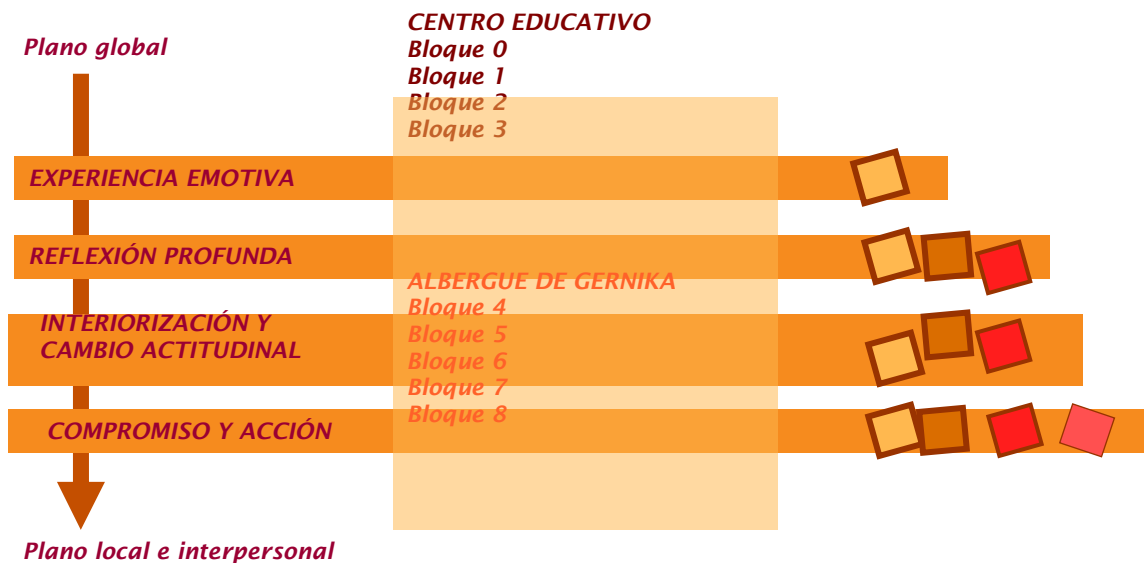 Plano global
CENTRO EDUCATIVO
Bloque 0
Bloque 1
Bloque 2
Bloque 3
EXPERIENCIA EMOTIVA
REFLEXIÓN PROFUNDA
ALBERGUE DE GERNIKA
Bloque 4
Bloque 5
Bloque 6
Bloque 7
Bloque 8
INTERIORIZACIÓN Y
CAMBIO ACTITUDINAL
COMPROMISO Y ACCIÓN
Plano local e interpersonal